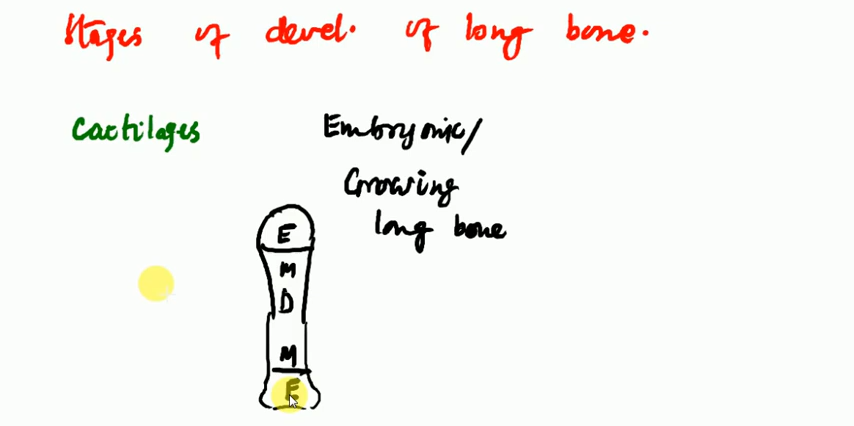 Stages of devel. of long bone.
Cartilages
Embryonic/
Growing
long bone
E
M
D
M
E